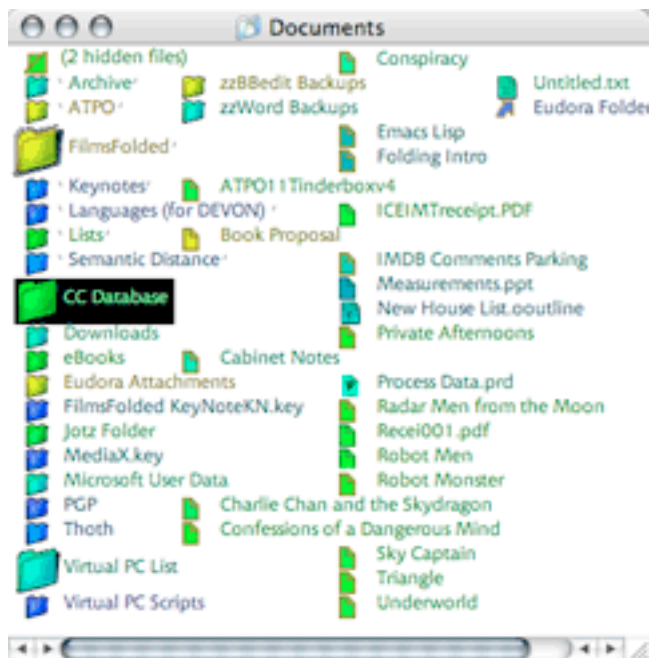 Documents
(2 hidden files) Conspiracy
Archive zzBBedit Backups Untitled.txt
ATPO zzWord Backups Eudora Folde
Emacs Lisp
FilmsFolded
Folding Intro
Keynotes ATPO11Tinderboxv4
Languages (for DEVON) ICEIMTreceipt.PDF
Lists Book Proposal
Semantic Distance IMDB Comments Parking
Measurements.ppt
CC Database
New House List.ooutline
Downloads Private Afternoons
eBooks Cabinet Notes
Eudora Attachments Process Data.prd
FilmsFolded KeyNoteKN.key Radar Men from the Moon
Jotz Folder Recei001.pdf
MediaX.key Robot Men
Microsoft User Data Robot Monster
PGP Charlie Chan and the Skydragon
Thoth Confessions of a Dangerous Mind
Sky Captain
Virtual PC List
Triangle
Virtual PC Scripts Underworld